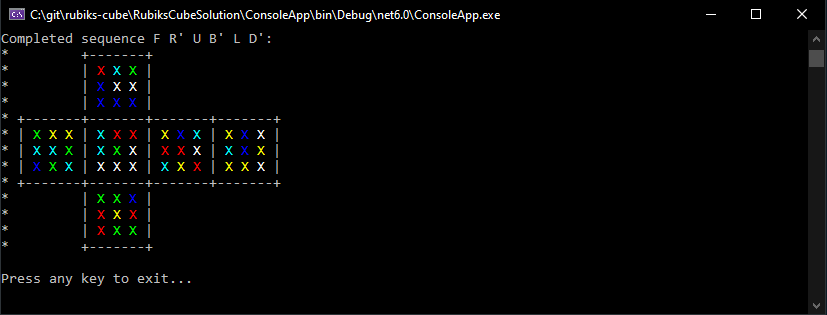 C:\git\rubiks-cube\RubiksCubeSolution\ConsoleApp\bin\Debug\net6.0\ConsoleApp.exe
Completed sequence F R' U B' L D':
*         +-------+
*         | X X X |
*         | X X X |
*         | X X X |
* +-------+-------+-------+-------+
* | X X X | X X X | X X X | X X X |
* | X X X | X X X | X X X | X X X |
* | X X X | X X X | X X X | X X X |
* +-------+-------+-------+-------+
*         | X X X |
*         | X X X |
*         | X X X |
*         +-------+
Press any key to exit...